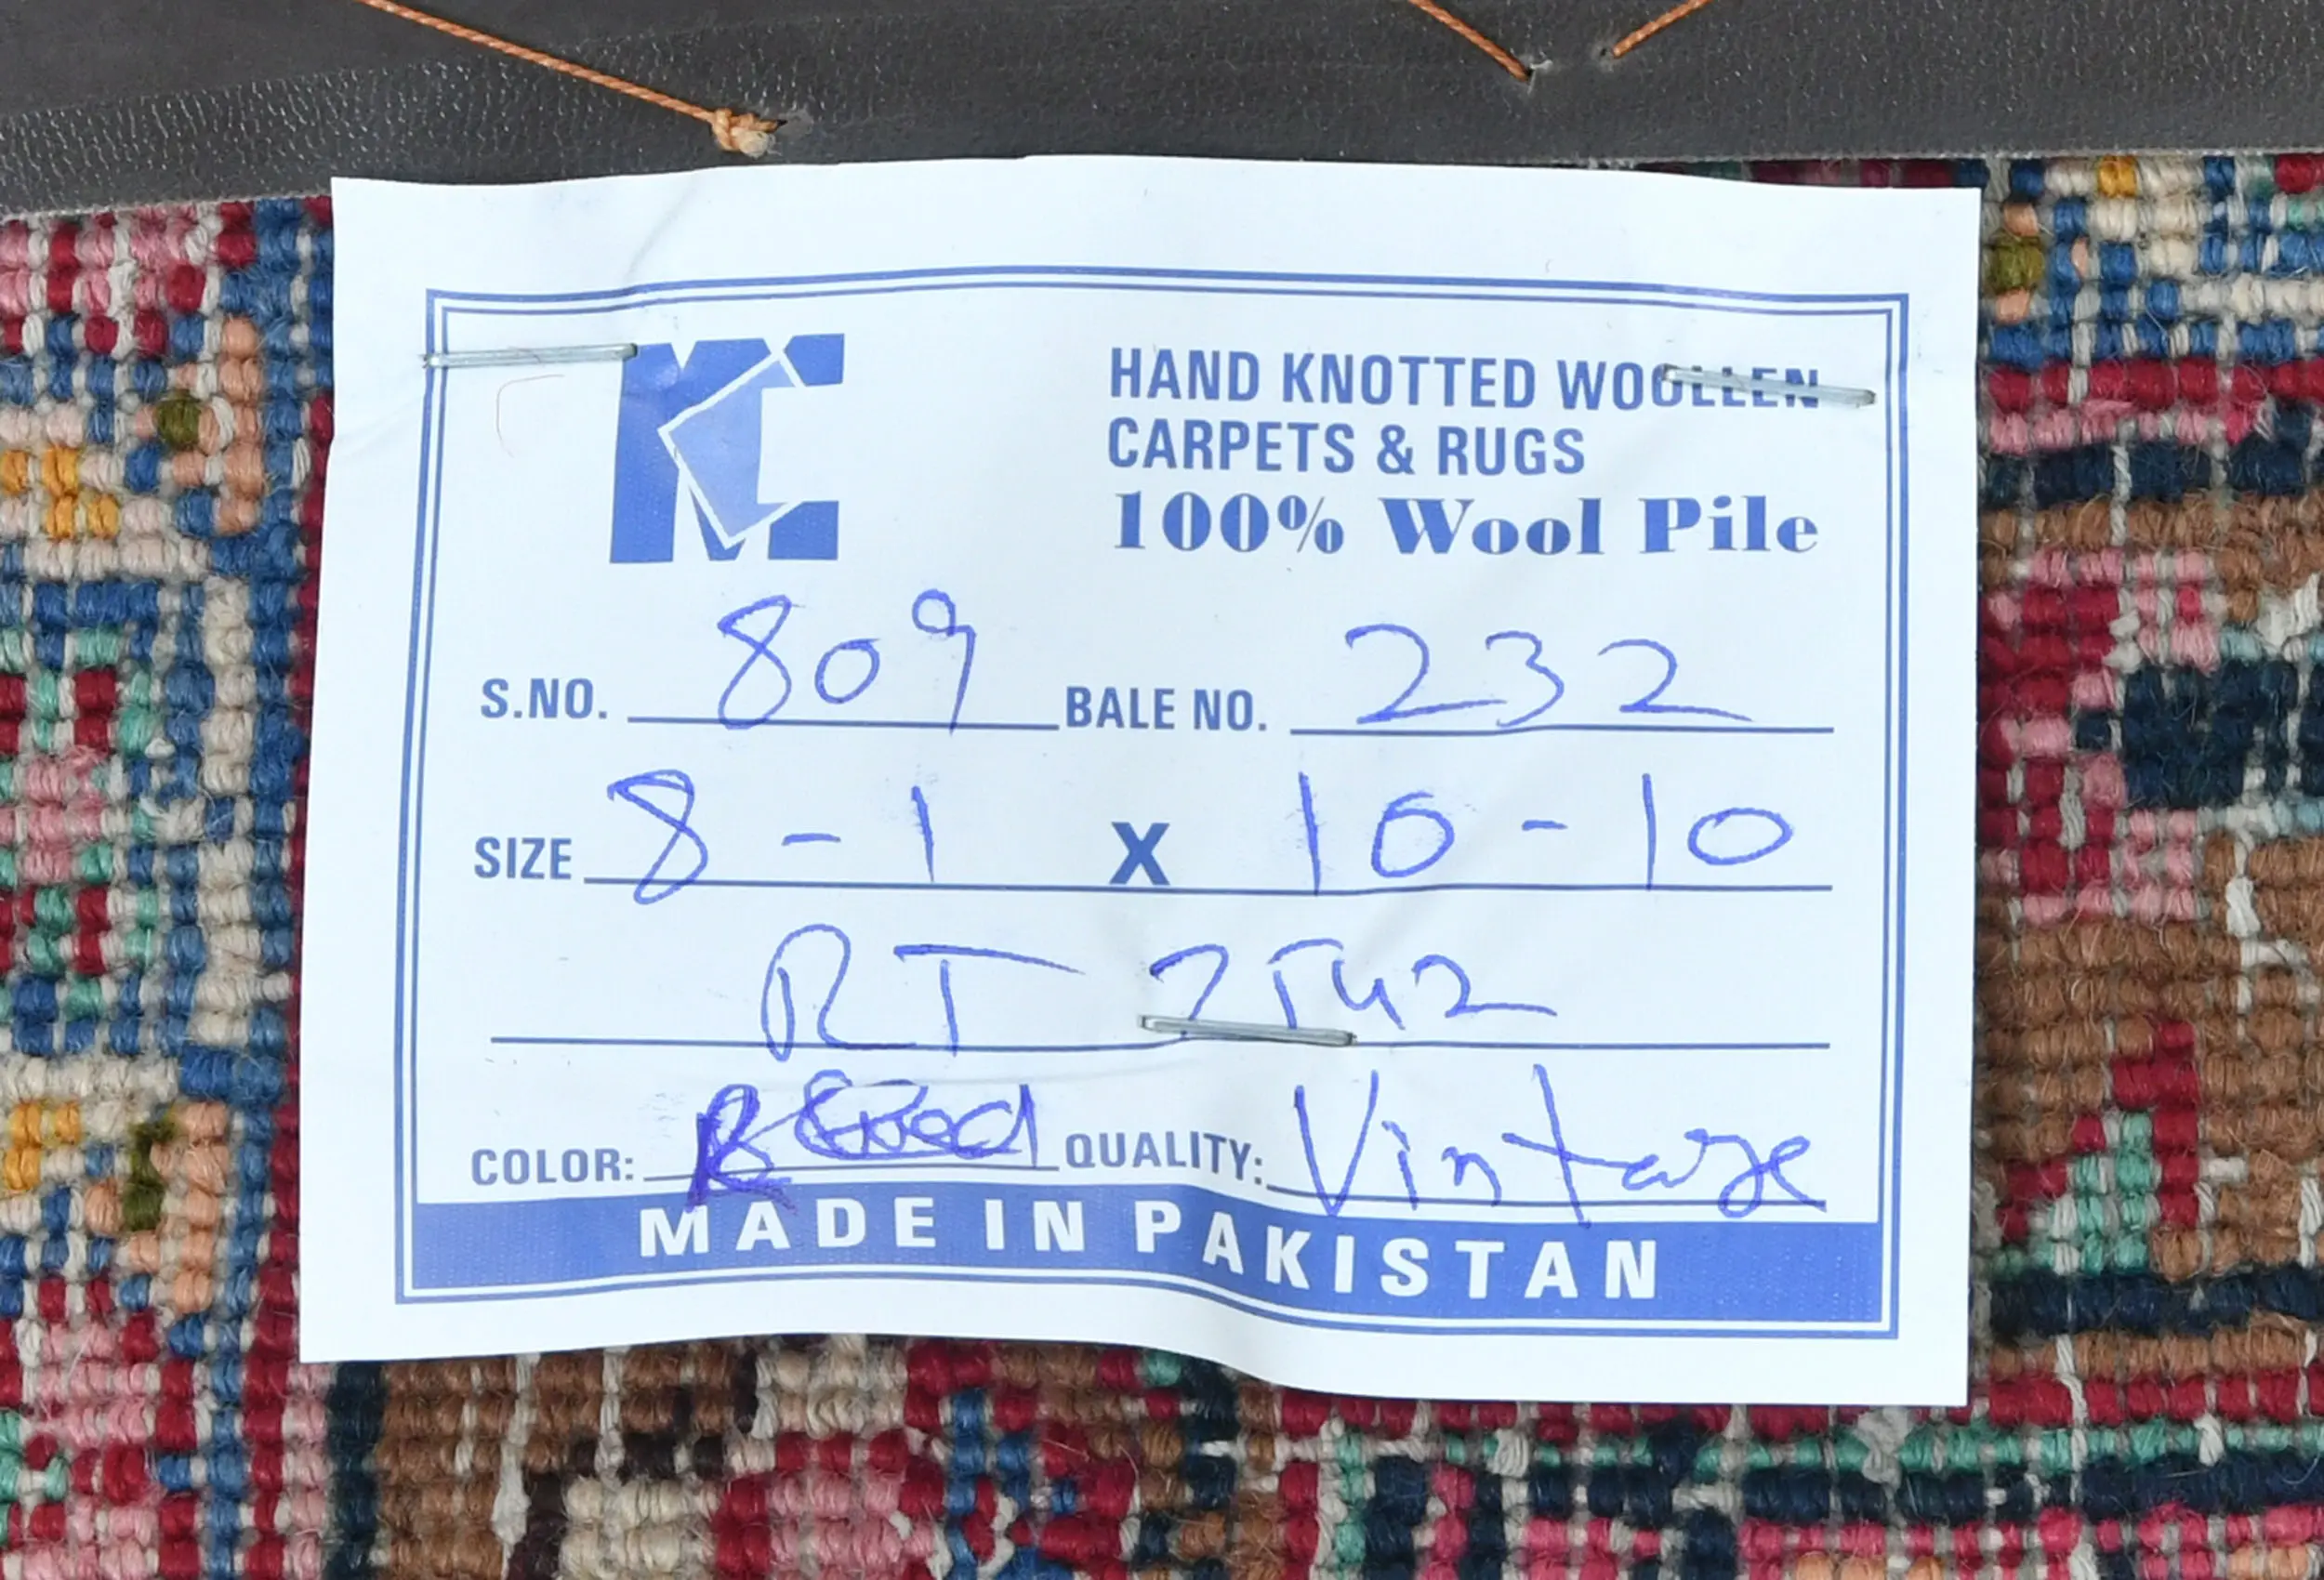 HAND KNOTTED WOOLLEN
CARPETS & RUGS
100% Wool Pile
S.NO. 809 BALE NO. 232
SIZE 8-1 X 10-10
RT 2542
COLOR: QUALITY: Vintage
MADE IN PAKISTAN